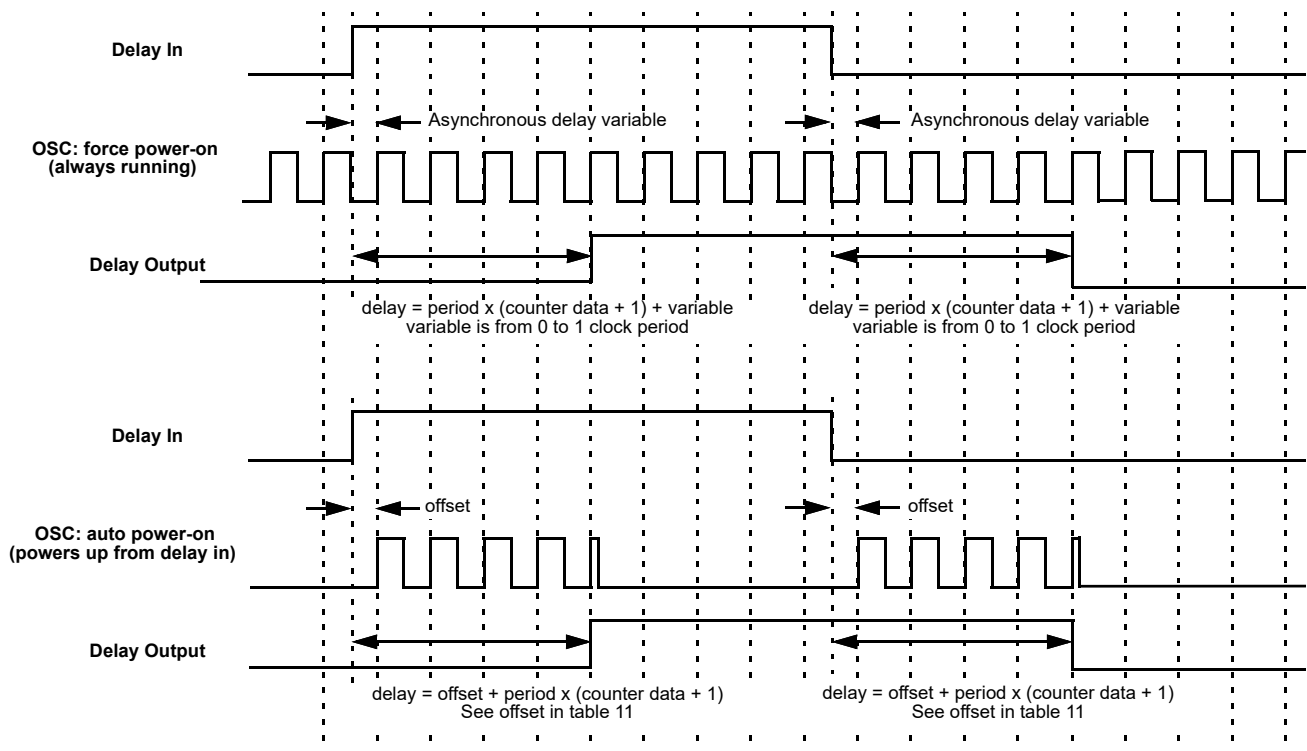 Delay In
Asynchronous delay variable
Asynchronous delay variable
OSC: force power-on
(always running)
Delay Output
delay = period x (counter data + 1) + variable
variable is from 0 to 1 clock period
delay = period x (counter data + 1) + variable
variable is from 0 to 1 clock period
Delay In
offset
offset
OSC: auto power-on
(powers up from delay in)
Delay Output
delay = offset + period x (counter data + 1)
See offset in table 11
delay = offset + period x (counter data + 1)
See offset in table 11